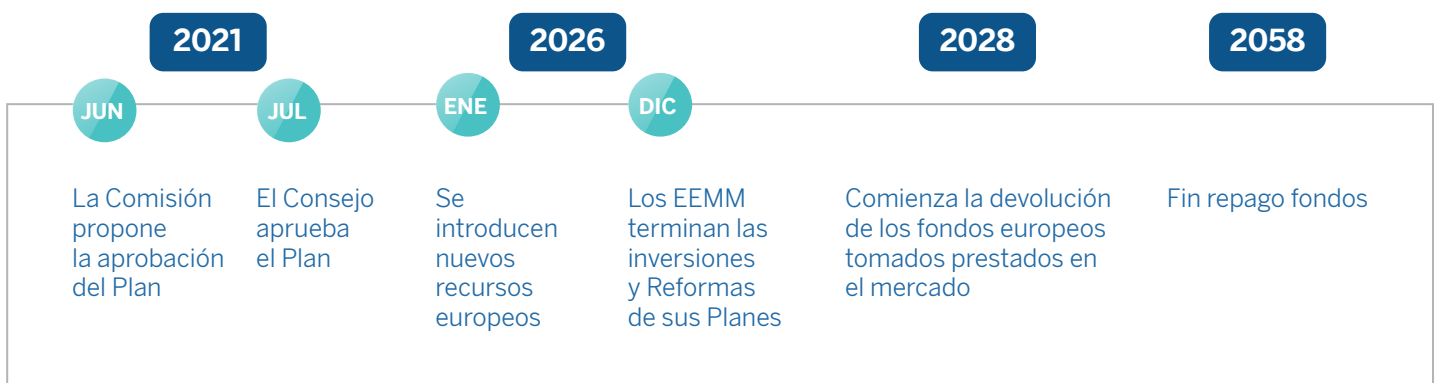 2021
2026
2028
2058
JUN
JUL
ENE
DIC
La Comisión
propone
la aprobación
del Plan
El Consejo
aprueba
el Plan
Se
introducen
nuevos
recursos
europeos
Los EEMM
terminan las
inversiones
y Reformas
de sus Planes
Comienza la devolución
de los fondos europeos
tomados prestados en
el mercado
Fin repago fondos